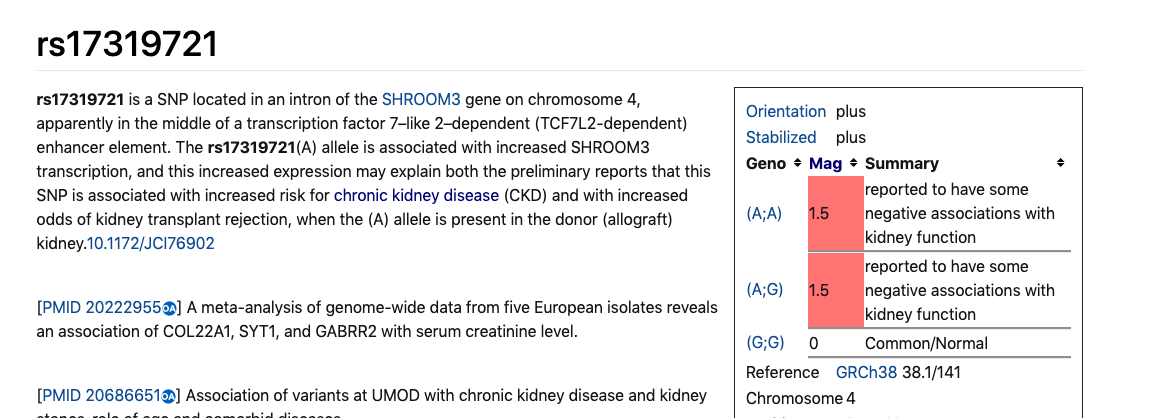 rs17319721
rs17319721 is a SNP located in an intron of the SHROOM3 gene on chromosome 4,
apparently in the middle of a transcription factor 7–like 2–dependent (TCF7L2-dependent)
enhancer element. The rs17319721(A) allele is associated with increased SHROOM3
transcription, and this increased expression may explain both the preliminary reports that this
SNP is associated with increased risk for chronic kidney disease (CKD) and with increased
odds of kidney transplant rejection, when the (A) allele is present in the donor (allograft)
kidney.10.1172/JCI76902
[PMID 20222955OA] A meta-analysis of genome-wide data from five European isolates reveals
an association of COL22A1, SYT1, and GABRR2 with serum creatinine level.
[PMID 20686651OA] Association of variants at UMOD with chronic kidney disease and kidney
stones-role of age and comorbid diseases.
Orientation plus
Stabilized plus
Geno Mag Summary
(A;A) 1.5 reported to have some
negative associations with
kidney function
(A;G) 1.5 reported to have some
negative associations with
kidney function
(G;G) 0 Common/Normal
Reference GRCh38 38.1/141
Chromosome 4